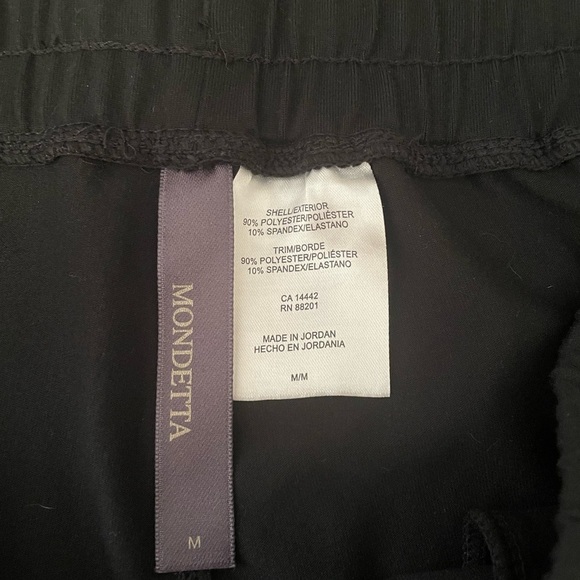 MONDETTA
M
SHELL/EXTERIOR
90% POLYESTER/POLIÉSTER
10% SPANDEX/ELASTANO
TRIM/BORDE
90% POLYESTER/POLIÉSTER
10% SPANDEX/ELASTANO
CA 14442
RN 88201
MADE IN JORDAN
HECHO EN JORDANIA
M/M